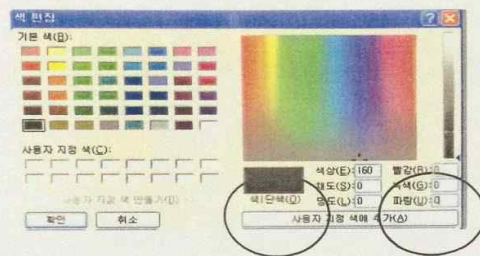 색 편집
기본 색(B):
사용자 지정 색(C):
사용자 지정 색 만들기(D)
확인 취소
색상(E): 160 빨강(R): 0
채도(S): 0 녹색(G): 0
색|단색(O) 명도(L): 0 파랑(U): 0
사용자 지정 색에 추가(A)